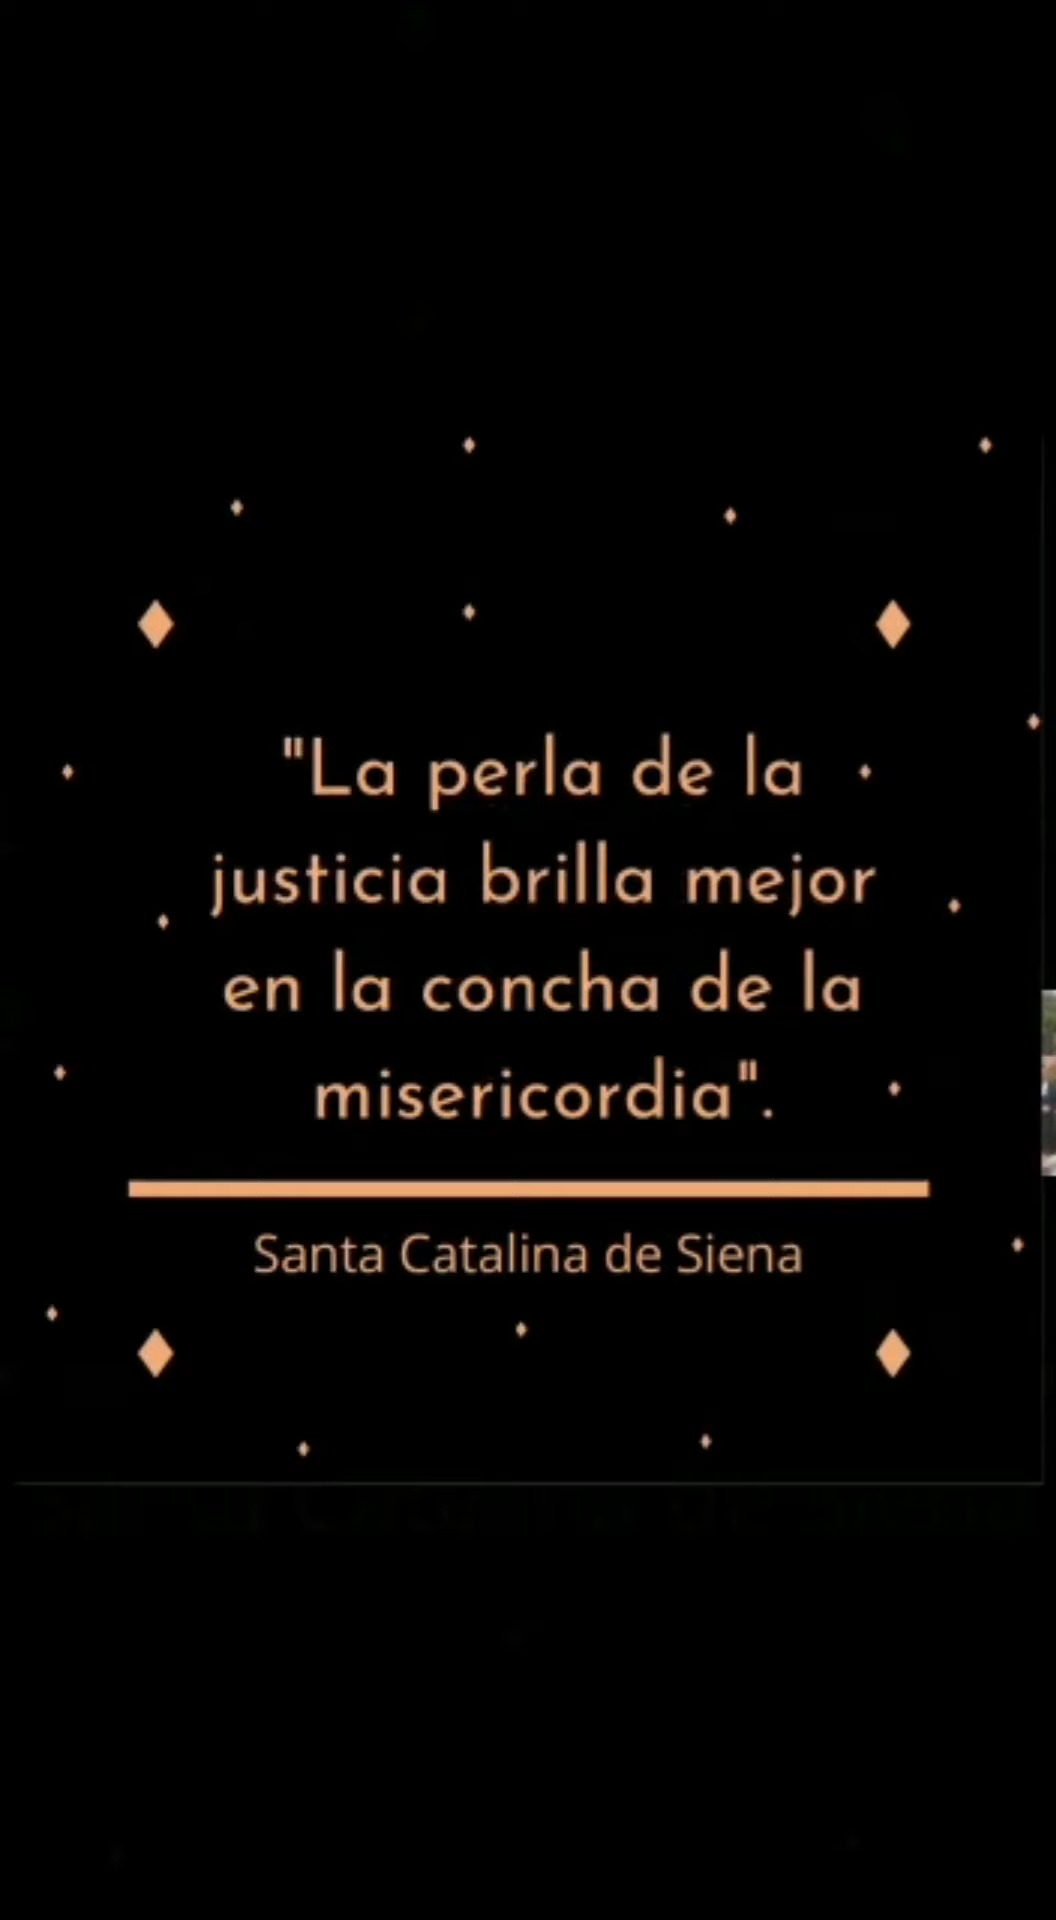 "La perla de la
justicia brilla mejor
en la concha de la
misericordia".
Santa Catalina de Siena